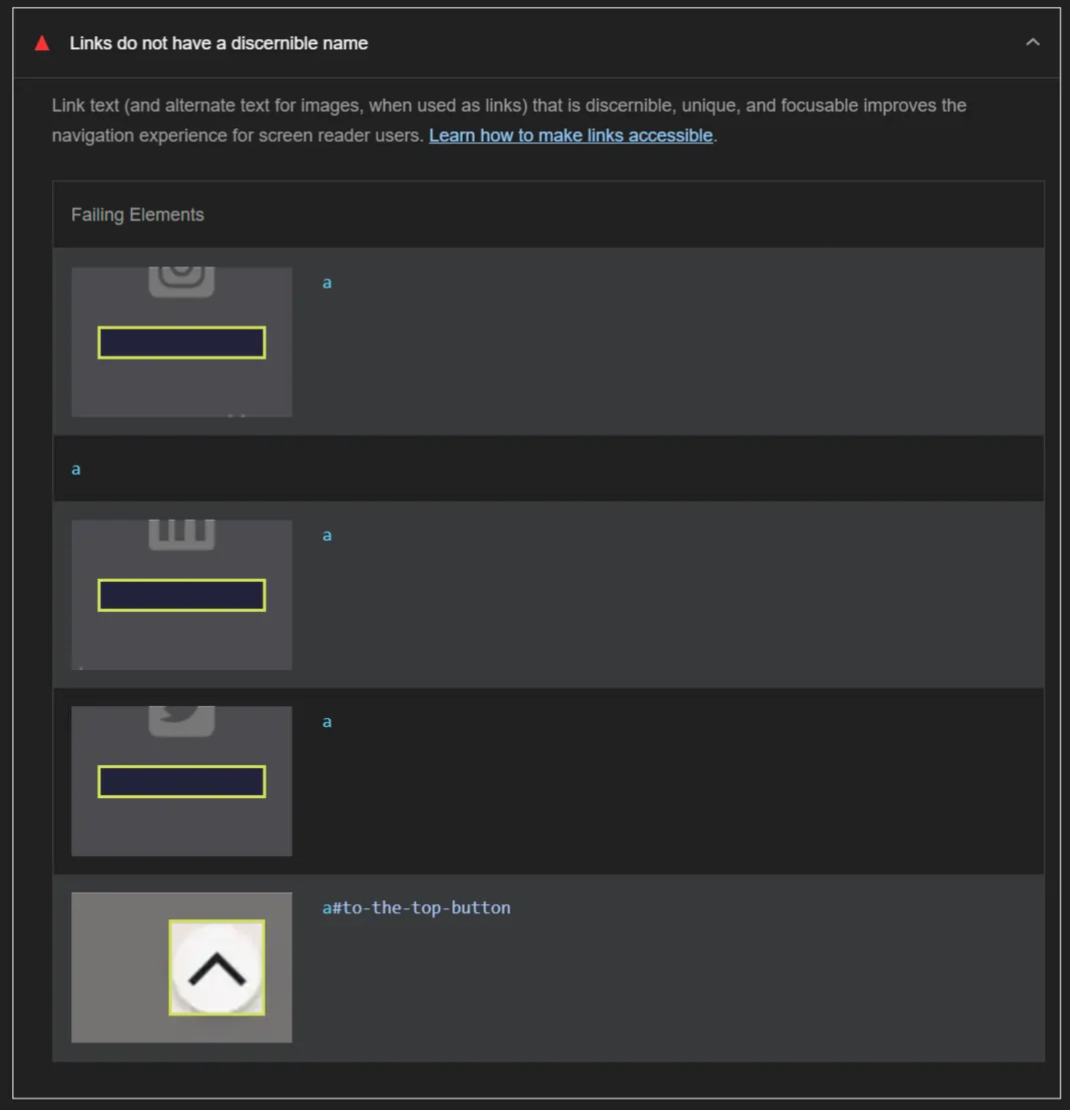 Links do not have a discernible name
Link text (and alternate text for images, when used as links) that is discernible, unique, and focusable improves the
navigation experience for screen reader users. Learn how to make links accessible.
Failing Elements
a
a
a
a
a#to-the-top-button